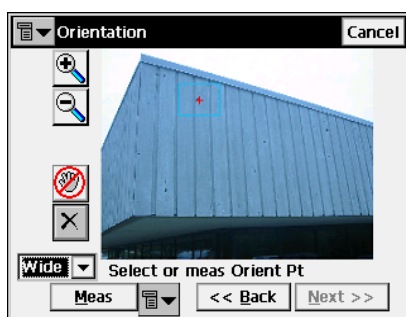 Orientation Cancel
Wide Select or meas Orient Pt
Meas << Back Next >>